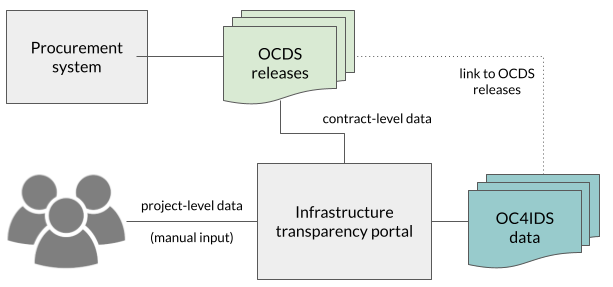 Procurement
system
OCDS
releases
link to OCDS
releases
contract-level data
project-level data
(manual input)
Infrastructure
transparency portal
OC4IDS
data